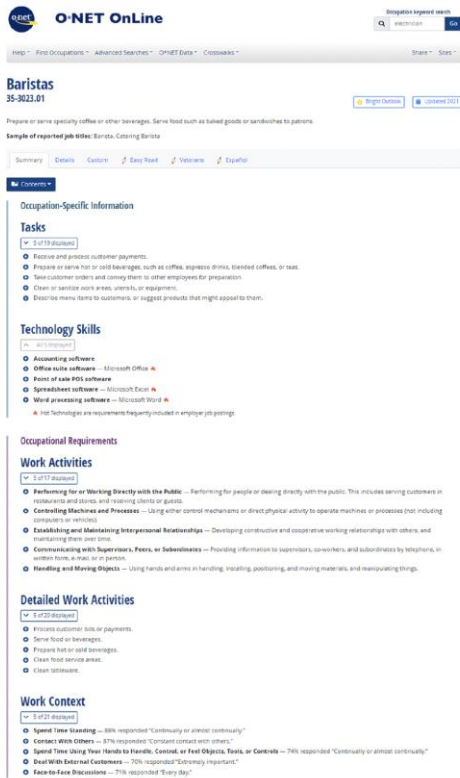 o·net O*NET OnLine
Occupation keyword search
electrician Go
Help First Occupations Advanced Searches O*NET Data Crosswalks Share Sites
Baristas
35-3023.01
Bright Outlook Updated 2021
Prepare or serve specialty coffee or other beverages. Serve food such as baked goods or sandwiches to patrons.
Sample of reported job titles: Barista, Catering Barista
Summary Details Custom Easy Read Veterans Español
Contents
Occupation-Specific Information
Tasks
5 of 19 displayed
Receive and process customer payments.
Prepare or serve hot or cold beverages, such as coffee, espresso drinks, blended coffees, or teas.
Take customer orders and convey them to other employees for preparation.
Clean or sanitize work areas, utensils, or equipment.
Describe menu items to customers, or suggest products that might appeal to them.
Technology Skills
All 5 displayed
Accounting software
Office suite software — Microsoft Office
Point of sale POS software
Spreadsheet software — Microsoft Excel
Word processing software — Microsoft Word
Hot Technologies are requirements frequently included in employer job postings.
Occupational Requirements
Work Activities
5 of 17 displayed
Performing for or Working Directly with the Public — Performing for people or dealing directly with the public. This includes serving customers in
restaurants and stores, and receiving clients or guests.
Controlling Machines and Processes — Using either control mechanisms or direct physical activity to operate machines or processes (not including
computers or vehicles).
Establishing and Maintaining Interpersonal Relationships — Developing constructive and cooperative working relationships with others, and
maintaining them over time.
Communicating with Supervisors, Peers, or Subordinates — Providing information to supervisors, co-workers, and subordinates by telephone, in
written form, e-mail, or in person.
Handling and Moving Objects — Using hands and arms in handling, installing, positioning, and moving materials, and manipulating things.
Detailed Work Activities
5 of 20 displayed
Process customer bills or payments.
Serve food or beverages.
Prepare hot or cold beverages.
Clean food service areas.
Clean tableware.
Work Context
5 of 21 displayed
Spend Time Standing — 88% responded "Continually or almost continually."
Contact With Others — 87% responded "Constant contact with others."
Spend Time Using Your Hands to Handle, Control, or Feel Objects, Tools, or Controls — 74% responded "Continually or almost continually."
Deal With External Customers — 70% responded "Extremely important."
Face-to-Face Discussions — 71% responded "Every day."